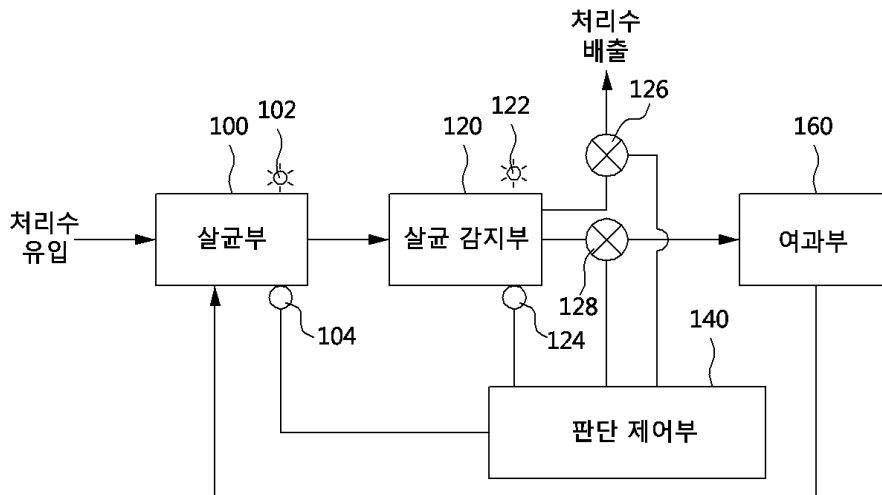 처리수
배출
102
122
126
100
120
160
처리수
유입
살균부
살균 감지부
여과부
128
104
124
140
판단 제어부